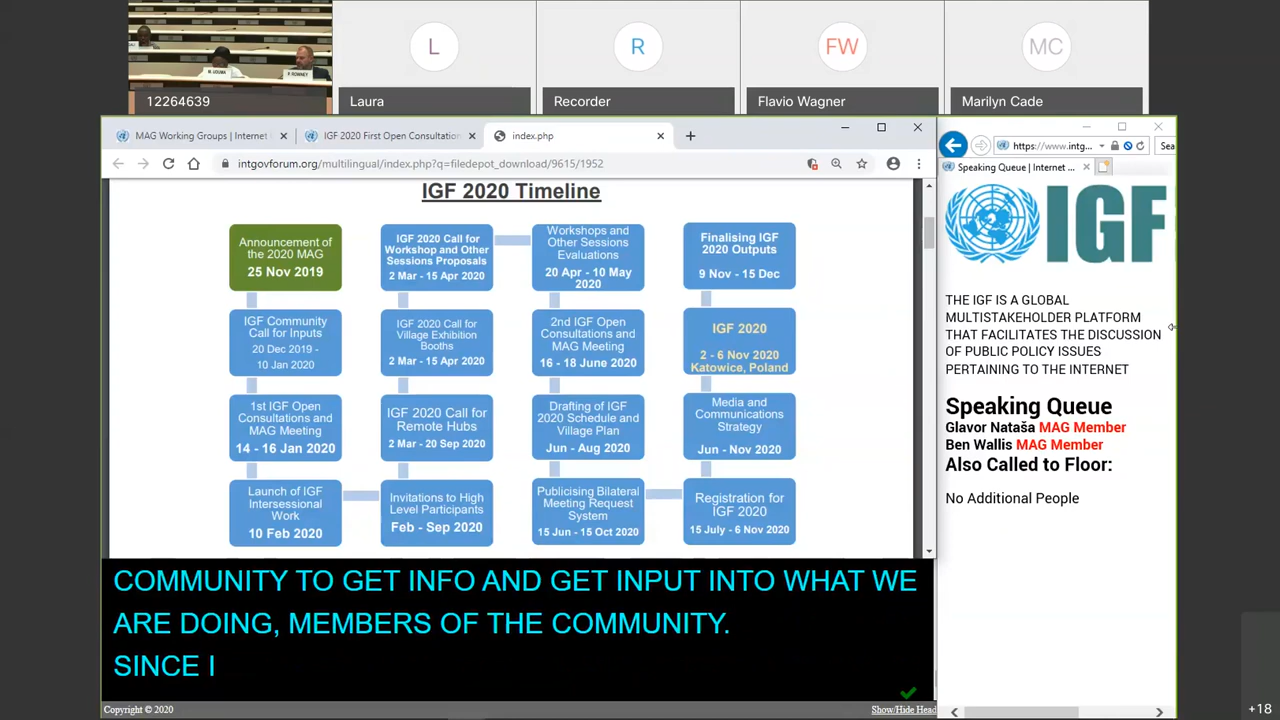 L
R
FW
MC
12264639
Laura
Recorder
Flavio Wagner
Marilyn Cade
MAG Working Groups | Internet
IGF 2020 First Open Consultation
index.php
intgovforum.org/multilingual/index.php?q=filedepot_download/9615/1952
IGF 2020 Timeline
Announcement of
the 2020 MAG
25 Nov 2019
IGF Community
Call for Inputs
20 Dec 2019 -
10 Jan 2020
1st IGF Open
Consultations and
MAG Meeting
14 - 16 Jan 2020
Launch of IGF
Intersessional
Work
10 Feb 2020
IGF 2020 Call for
Workshop and Other
Sessions Proposals
2 Mar - 15 Apr 2020
IGF 2020 Call for
Village Exhibition
Booths
2 Mar - 15 Apr 2020
IGF 2020 Call for
Remote Hubs
2 Mar - 20 Sep 2020
Invitations to High
Level Participants
Feb - Sep 2020
Workshops and
Other Sessions
Evaluations
20 Apr - 10 May
2020
2nd IGF Open
Consultations and
MAG Meeting
16 - 18 June 2020
Drafting of IGF
2020 Schedule and
Village Plan
Jun - Aug 2020
Publicising Bilateral
Meeting Request
System
15 Jun - 15 Oct 2020
Finalising IGF
2020 Outputs
9 Nov - 15 Dec
IGF 2020
2 - 6 Nov 2020
Katowice, Poland
Media and
Communications
Strategy
Jun - Nov 2020
Registration for
IGF 2020
15 July - 6 Nov 2020
https://www.intg...
Sea
Speaking Queue | Internet ...
IGF
THE IGF IS A GLOBAL
MULTISTAKEHOLDER PLATFORM
THAT FACILITATES THE DISCUSSION
OF PUBLIC POLICY ISSUES
PERTAINING TO THE INTERNET
Speaking Queue
Glavor Nataša MAG Member
Ben Wallis MAG Member
Also Called to Floor:
No Additional People
COMMUNITY TO GET INFO AND GET INPUT INTO WHAT WE
ARE DOING, MEMBERS OF THE COMMUNITY.
SINCE I
Copyright © 2020
Show/Hide Head
+18